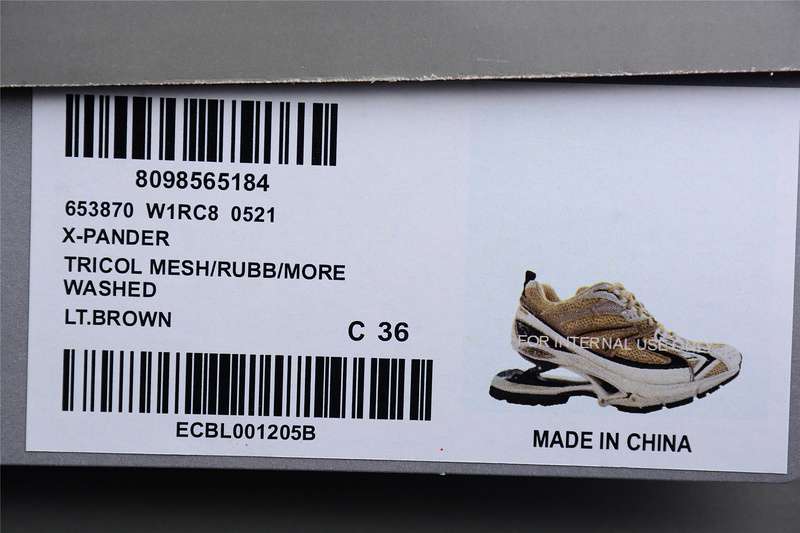 8098565184
653870 W1RC8 0521
X-PANDER
TRICOL MESH/RUBB/MORE
WASHED
LT.BROWN
C 36
ECBL001205B
FOR INTERNAL USE ONLY
MADE IN CHINA